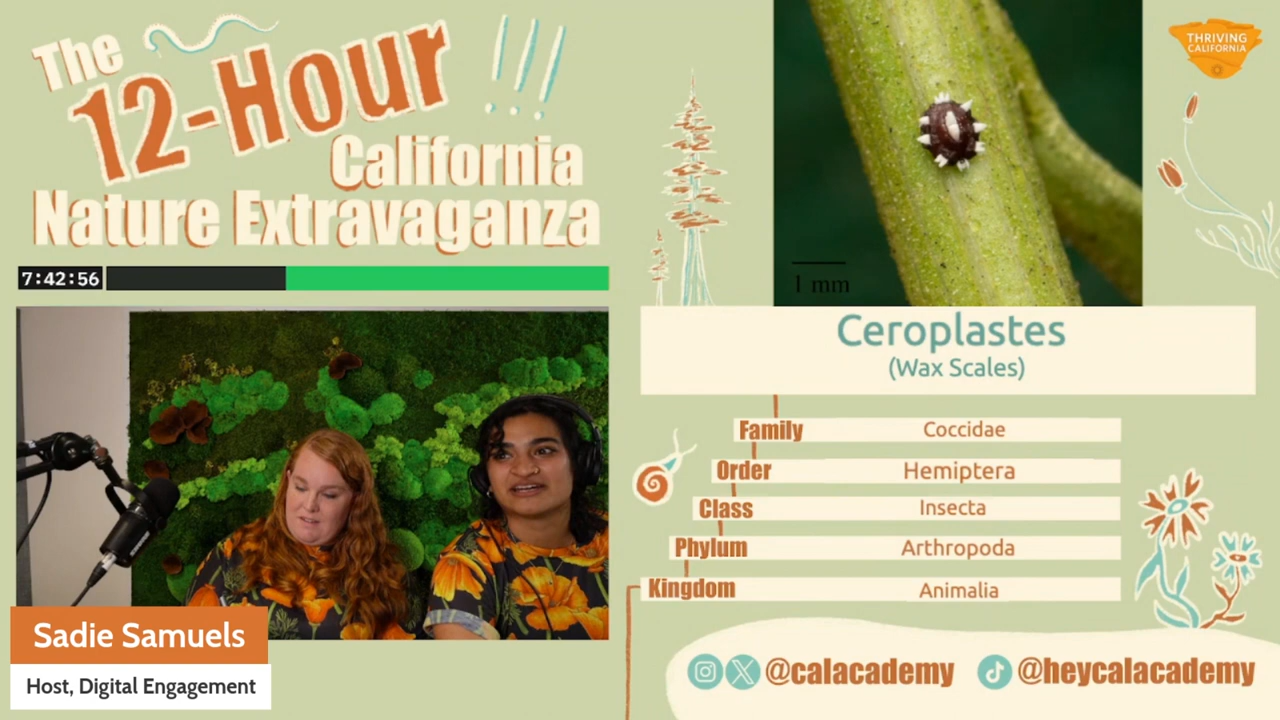 The
12-Hour
!!!
California
Nature Extravaganza
7:42:56
Sadie Samuels
Host, Digital Engagement
THRIVING
CALIFORNIA
1 mm
Ceroplastes
(Wax Scales)
Family Coccidae
Order Hemiptera
Class Insecta
Phylum Arthropoda
Kingdom Animalia
@calacademy @heycalacademy